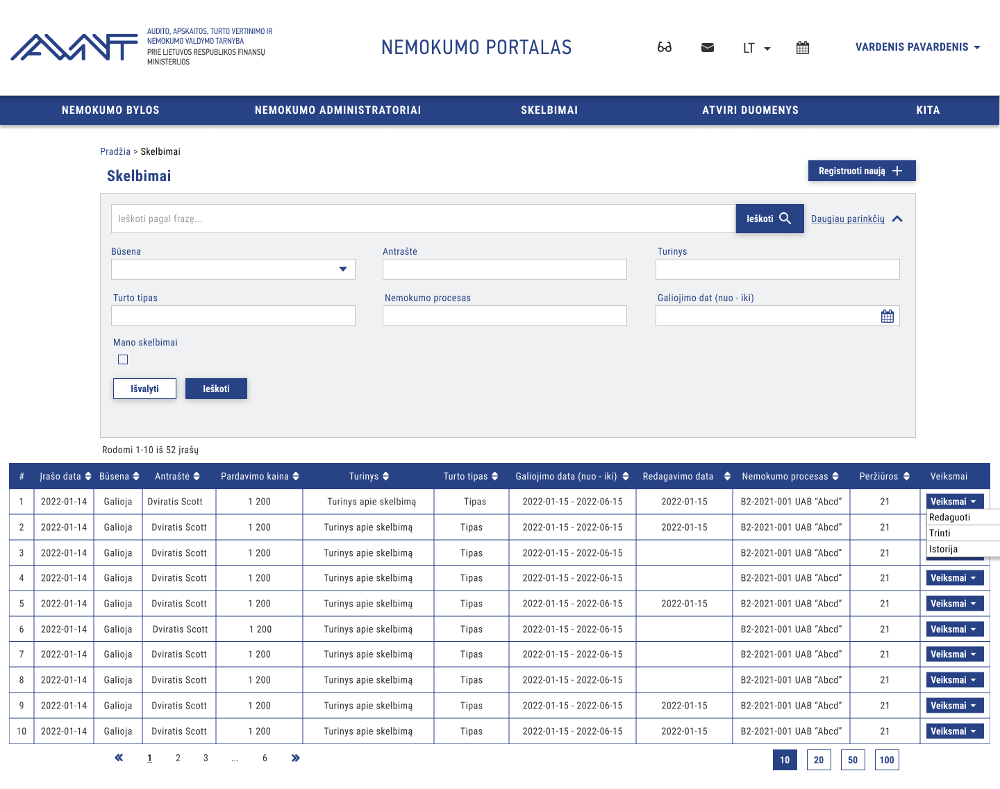 AVNT
AUDITO, APSKAITOS, TURTO VERTINIMO IR
NEMOKUMO VALDYMO TARNYBA
PRIE LIETUVOS RESPUBLIKOS FINANSŲ
MINISTERIJOS
NEMOKUMO PORTALAS
LT
VARDENIS PAVARDENIS
NEMOKUMO BYLOS NEMOKUMO ADMINISTRATORIAI SKELBIMAI ATVIRI DUOMENYS KITA
Pradžia > Skelbimai
Skelbimai
Registruoti naują
Ieškoti pagal frazę...
Ieškoti
Daugiau parinkčių
Būsena Antraštė Turinys
Turto tipas Nemokumo procesas Galiojimo dat (nuo - iki)
Mano skelbimai
Išvalyti Ieškoti
Rodomi 1-10 iš 52 įrašų
# Įrašo data Būsena Antraštė Pardavimo kaina Turinys Turto tipas Galiojimo data (nuo - iki) Redagavimo data Nemokumo procesas Peržiūros Veiksmai
1 2022-01-14 Galioja Dviratis Scott 1 200 Turinys apie skelbimą Tipas 2022-01-15 - 2022-06-15 2022-01-15 B2-2021-001 UAB “Abcd” 21 Veiksmai
Redaguoti
2 2022-01-14 Galioja Dviratis Scott 1 200 Turinys apie skelbimą Tipas 2022-01-15 - 2022-06-15 2022-01-15 B2-2021-001 UAB “Abcd” 21
Trinti
Istorija
3 2022-01-14 Galioja Dviratis Scott 1 200 Turinys apie skelbimą Tipas 2022-01-15 - 2022-06-15 B2-2021-001 UAB “Abcd” 21
4 2022-01-14 Galioja Dviratis Scott 1 200 Turinys apie skelbimą Tipas 2022-01-15 - 2022-06-15 B2-2021-001 UAB “Abcd” 21 Veiksmai
5 2022-01-14 Galioja Dviratis Scott 1 200 Turinys apie skelbimą Tipas 2022-01-15 - 2022-06-15 2022-01-15 B2-2021-001 UAB “Abcd” 21 Veiksmai
6 2022-01-14 Galioja Dviratis Scott 1 200 Turinys apie skelbimą Tipas 2022-01-15 - 2022-06-15 B2-2021-001 UAB “Abcd” 21 Veiksmai
7 2022-01-14 Galioja Dviratis Scott 1 200 Turinys apie skelbimą Tipas 2022-01-15 - 2022-06-15 B2-2021-001 UAB “Abcd” 21 Veiksmai
8 2022-01-14 Galioja Dviratis Scott 1 200 Turinys apie skelbimą Tipas 2022-01-15 - 2022-06-15 B2-2021-001 UAB “Abcd” 21 Veiksmai
9 2022-01-14 Galioja Dviratis Scott 1 200 Turinys apie skelbimą Tipas 2022-01-15 - 2022-06-15 2022-01-15 B2-2021-001 UAB “Abcd” 21 Veiksmai
10 2022-01-14 Galioja Dviratis Scott 1 200 Turinys apie skelbimą Tipas 2022-01-15 - 2022-06-15 2022-01-15 B2-2021-001 UAB “Abcd” 21 Veiksmai
« 1 2 3 ... 6 »
10 20 50 100